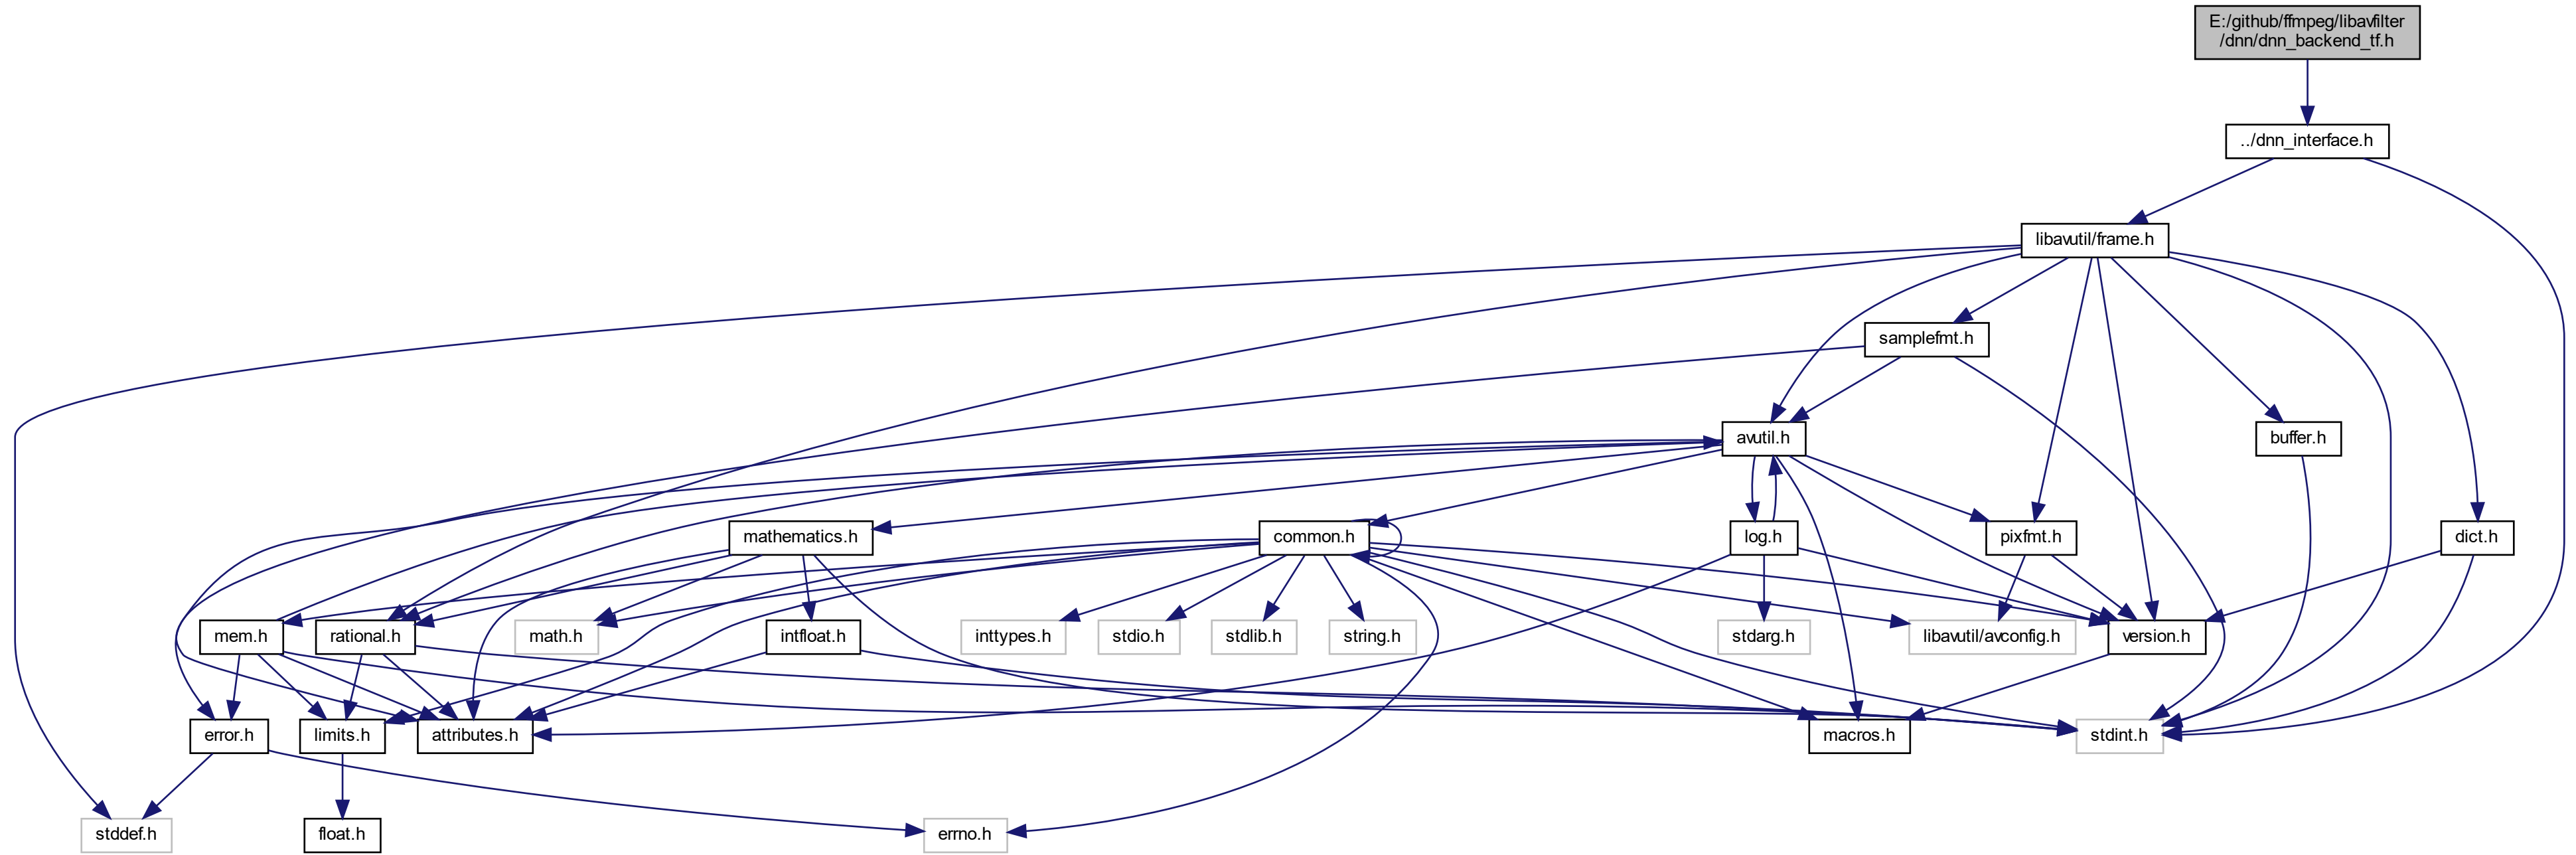 E:/github/ffmpeg/libavfilter
/dnn/dnn_backend_tf.h
../dnn_interface.h
libavutil/frame.h
samplefmt.h
avutil.h
buffer.h
mathematics.h
common.h
log.h
pixfmt.h
dict.h
mem.h
rational.h
math.h
intfloat.h
inttypes.h
stdio.h
stdlib.h
string.h
stdarg.h
libavutil/avconfig.h
version.h
error.h
limits.h
attributes.h
macros.h
stdint.h
stddef.h
float.h
errno.h